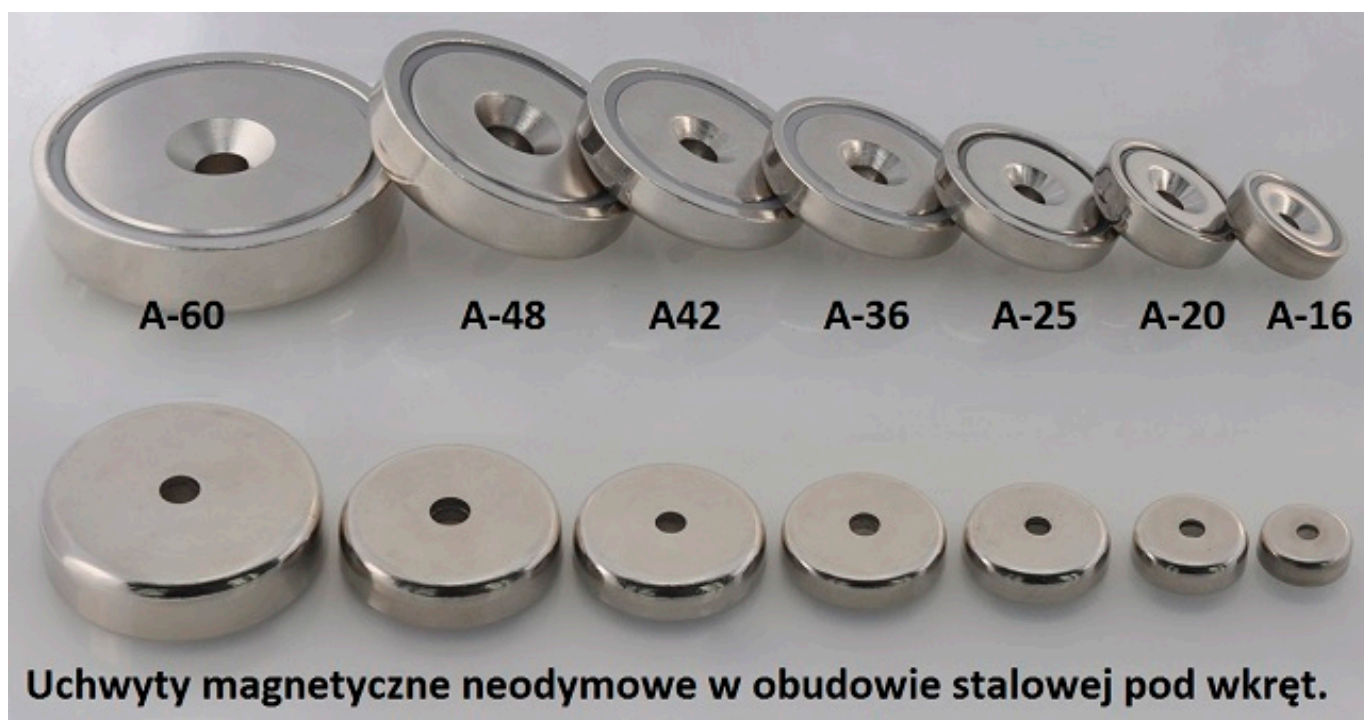 A-60 A-48 A42 A-36 A-25 A-20 A-16
Uchwyty magnetyczne neodymowe w obudowie stalowej pod wkręt.